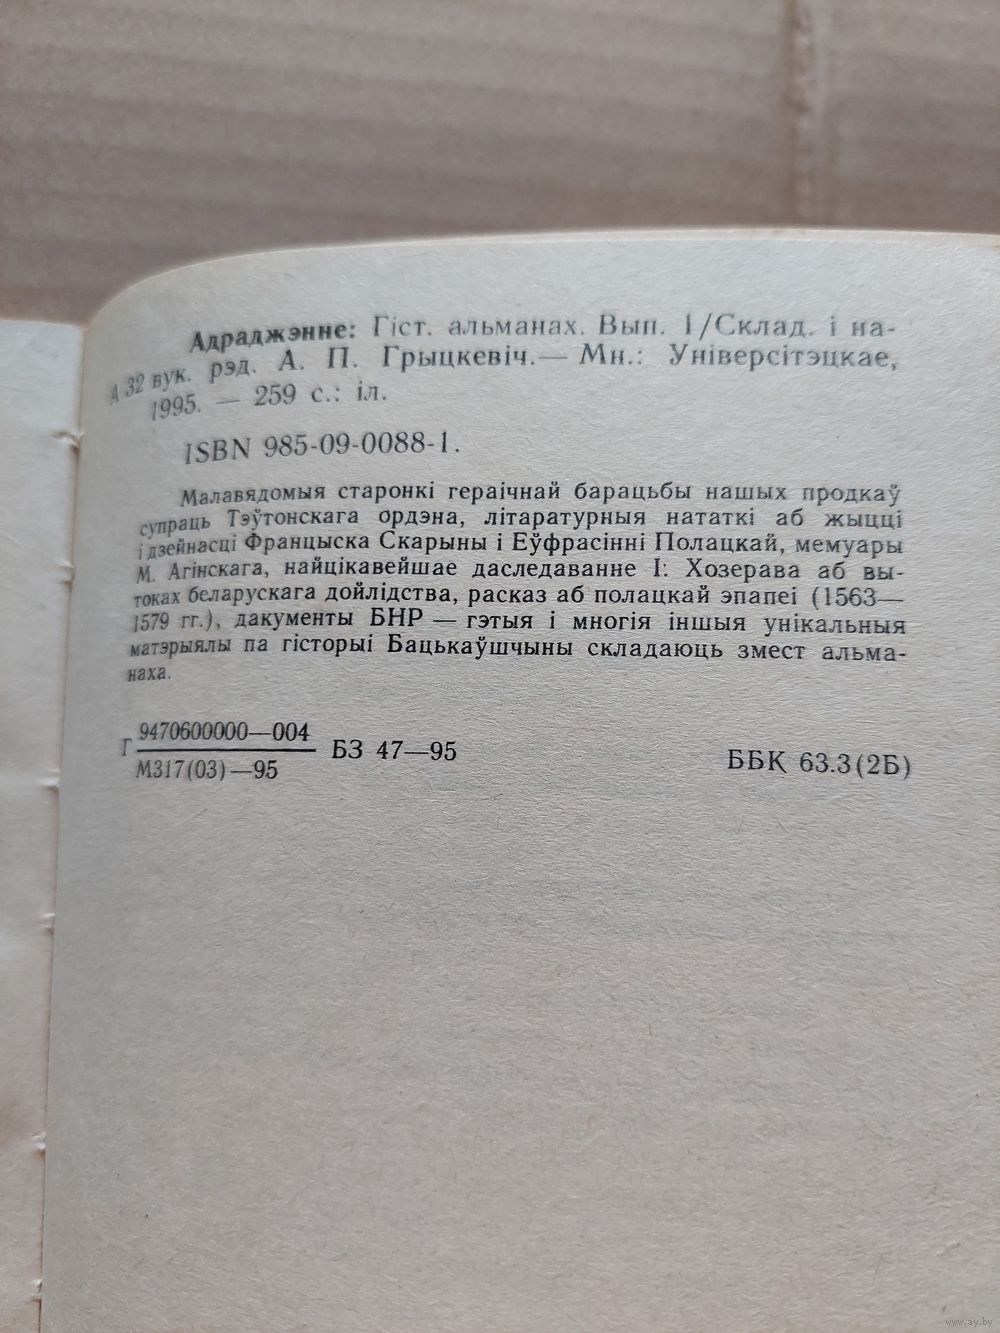 Адраджэнне: Гіст. альманах. Вып. 1/Склад. і на-
А 32 вук. рэд. А. П. Грыцкевіч.— Мн.: Універсітэцкае,
1995. — 259 с.: іл.
ISBN 985-09-0088-1.
Малавядомыя старонкі гераічнай барацьбы нашых продкаў
супраць Тэўтонскага ордэна, літаратурныя нататкі аб жыцці
і дзейнасці Францыска Скарыны і Еўфрасінні Полацкай, мемуары
М. Агінскага, найцікавейшае даследаванне І. Хозерава аб вы-
токах беларускага дойлідства, расказ аб полацкай эпапеі (1563—
1579 гг.), дакументы БНР — гэтыя і многія іншыя унікальныя
матэрыялы па гісторыі Бацькаўшчыны складаюць змест альма-
наха.
Г 9470600000—004
М317(03)—95 БЗ 47—95
ББК 63.3(2Б)
www.ay.by